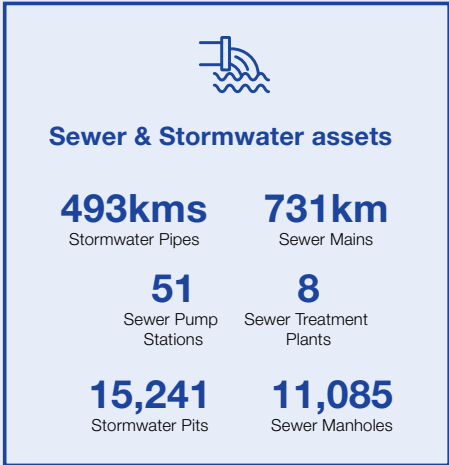 Sewer & Stormwater assets
493kms
Stormwater Pipes
731km
Sewer Mains
51
Sewer Pump
Stations
8
Sewer Treatment
Plants
15,241
Stormwater Pits
11,085
Sewer Manholes